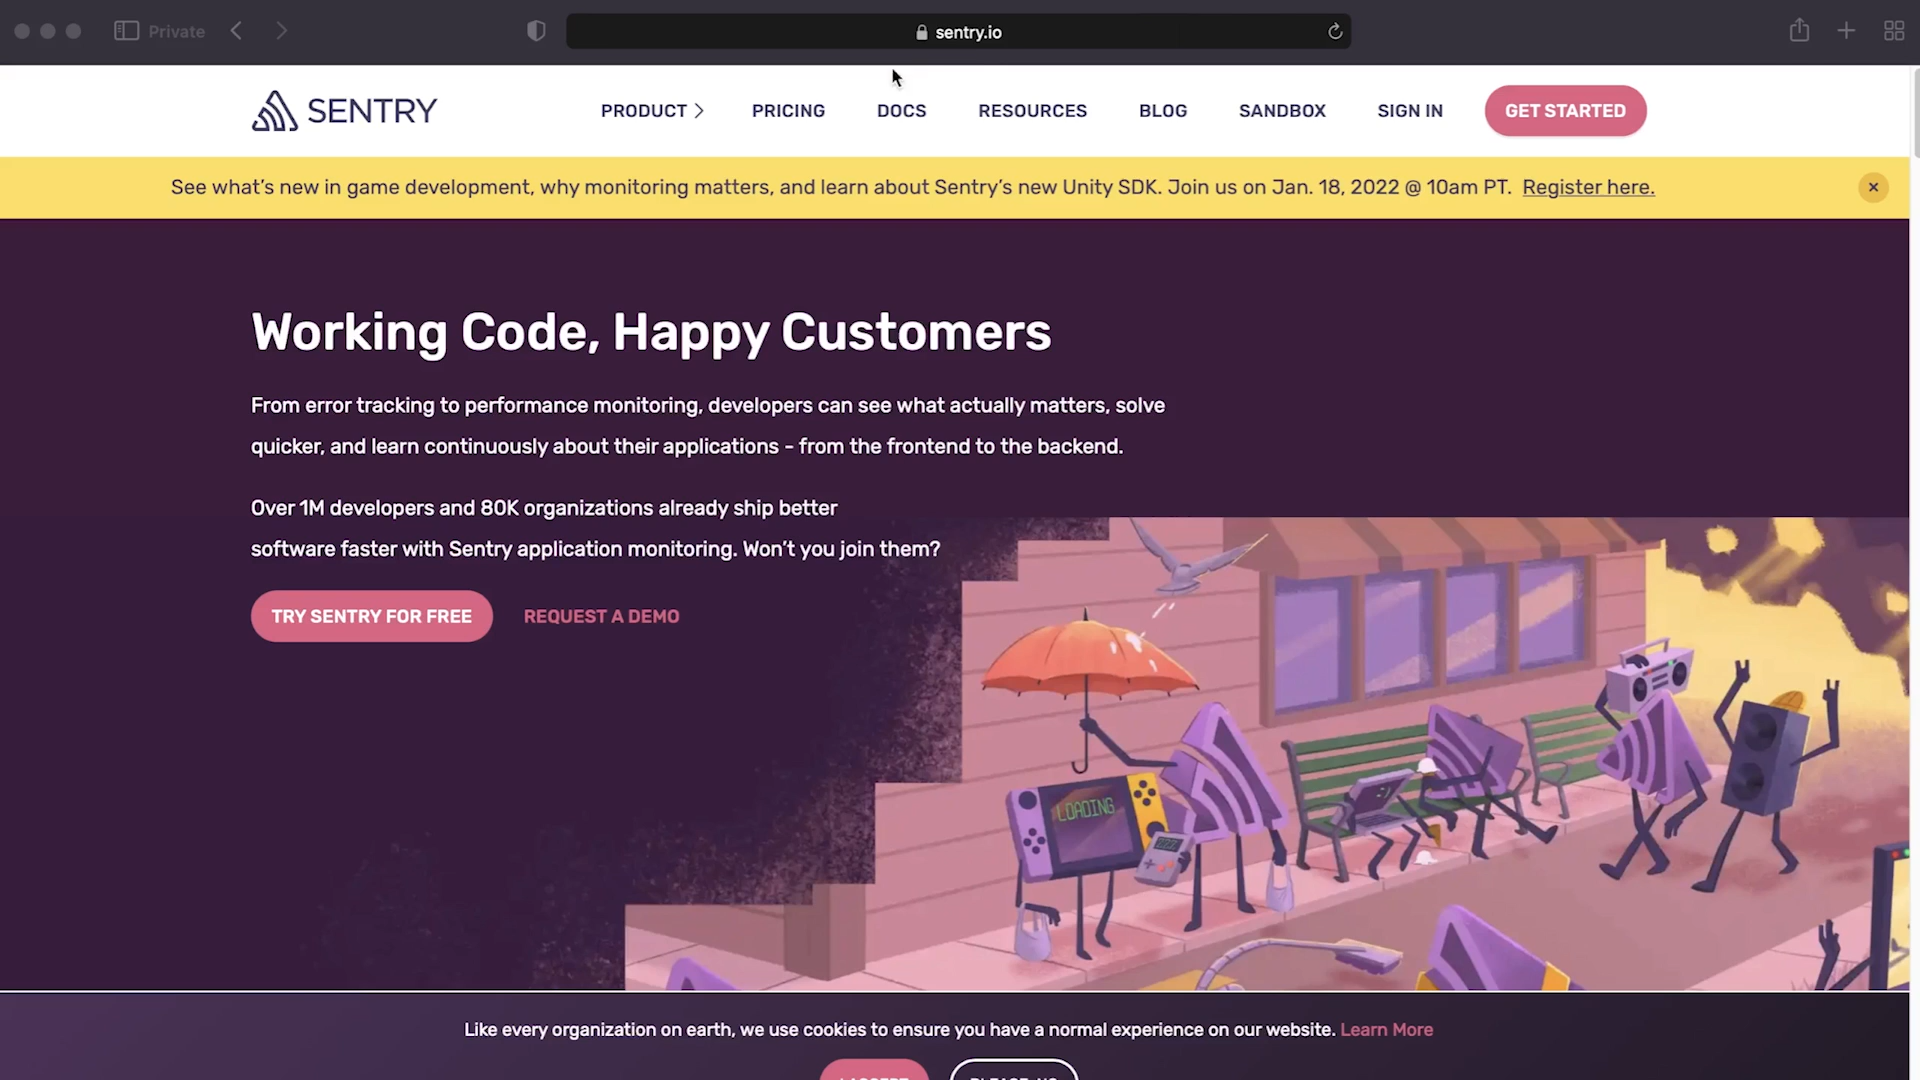 Private
sentry.io
SENTRY
PRODUCT
PRICING
DOCS
RESOURCES
BLOG
SANDBOX
SIGN IN
GET STARTED
See what's new in game development, why monitoring matters, and learn about Sentry's new Unity SDK. Join us on Jan. 18, 2022 @ 10am PT. Register here.
Working Code, Happy Customers
From error tracking to performance monitoring, developers can see what actually matters, solve
quicker, and learn continuously about their applications - from the frontend to the backend.
Over 1M developers and 80K organizations already ship better
software faster with Sentry application monitoring. Won't you join them?
TRY SENTRY FOR FREE
REQUEST A DEMO
LOADING
Like every organization on earth, we use cookies to ensure you have a normal experience on our website. Learn More